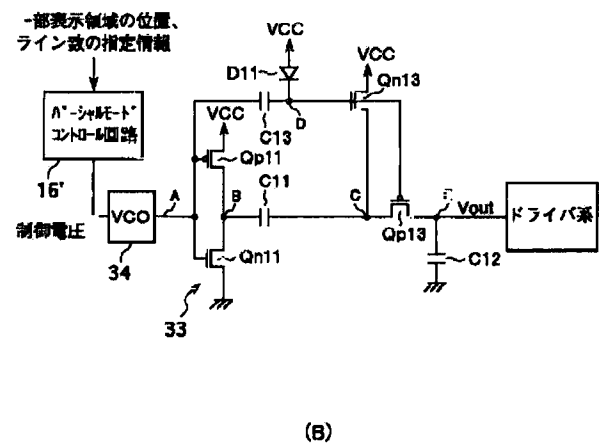 一部表示領域の位置、
ライン数の指定情報
パーシャルモード
コントロール回路
16'
制御電圧
VCO
34
A
VCC
D11
D
C13
VCC
Qp11
B
C11
Qn11
33
VCC
Qn13
C
Qp13
Vout
C12
ドライバ系
(B)